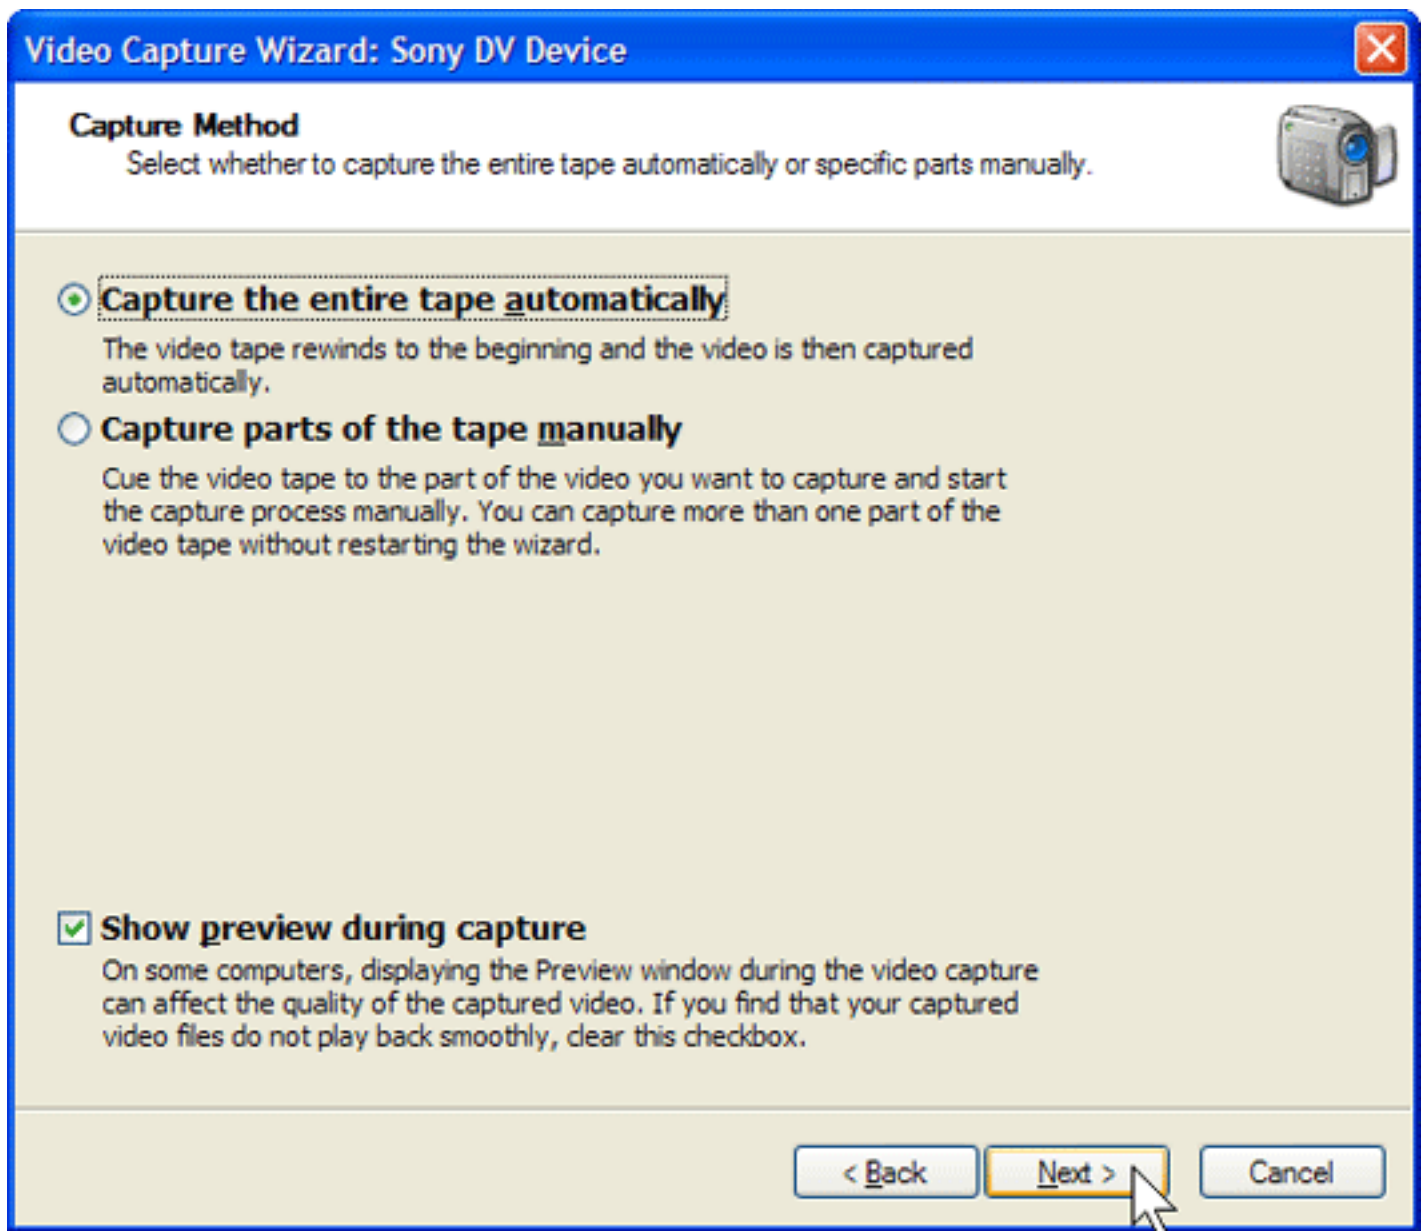 Video Capture Wizard: Sony DV Device
Capture Method
Select whether to capture the entire tape automatically or specific parts manually.
Capture the entire tape automatically
The video tape rewinds to the beginning and the video is then captured
automatically.
Capture parts of the tape manually
Cue the video tape to the part of the video you want to capture and start
the capture process manually. You can capture more than one part of the
video tape without restarting the wizard.
Show preview during capture
On some computers, displaying the Preview window during the video capture
can affect the quality of the captured video. If you find that your captured
video files do not play back smoothly, clear this checkbox.
< Back Next > Cancel